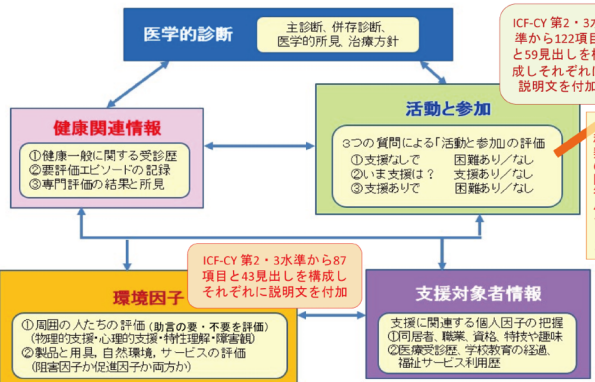 医学的診断
主診断、併存診断、
医学的所見、治療方針
ICF-CY 第2・3水
準から122項目
と59見出しを構
成しそれぞれに
説明文を付加
健康関連情報
①健康一般に関する受診歴
②要評価エピソードの記録
③専門評価の結果と所見
活動と参加
3つの質問による「活動と参加」の評価
①支援なしで 困難あり/なし
②いま支援は? 支援あり/なし
③支援ありで 困難あり/なし
ICF-CY 第2・3水準から87
項目と43見出しを構成し
それぞれに説明文を付加
環境因子
①周囲の人たちの評価(助言の要・不要を評価)
(物理的支援・心理的支援・特性理解・障害観)
②製品と用具、自然環境、サービスの評価
(阻害因子か促進因子か両方か)
支援対象者情報
支援に関連する個人因子の把握
①同居者、職業、資格、特技や趣味
②医療受診歴、学校教育の経過、
福祉サービス利用歴